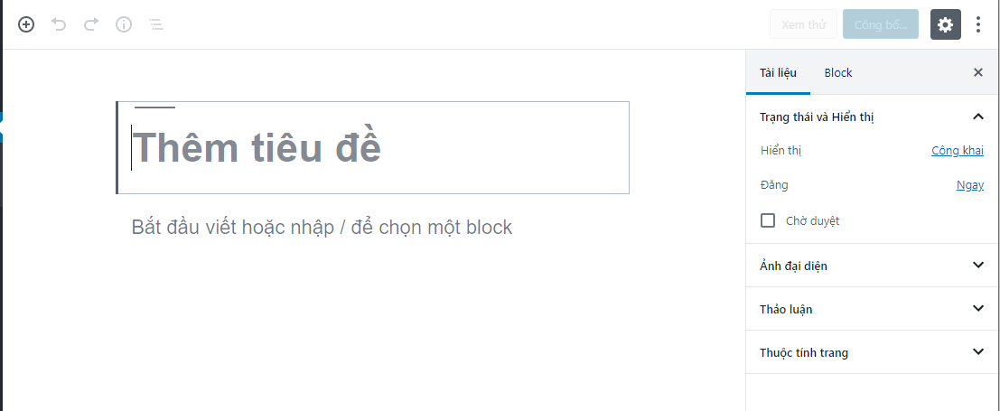 Xem thử
Công bố...
Tài liệu
Block
Thêm tiêu đề
Bắt đầu viết hoặc nhập / để chọn một block
Trạng thái và Hiển thị
Hiển thị
Công khai
Đăng
Ngay
Chờ duyệt
Ảnh đại diện
Thảo luận
Thuộc tính trang